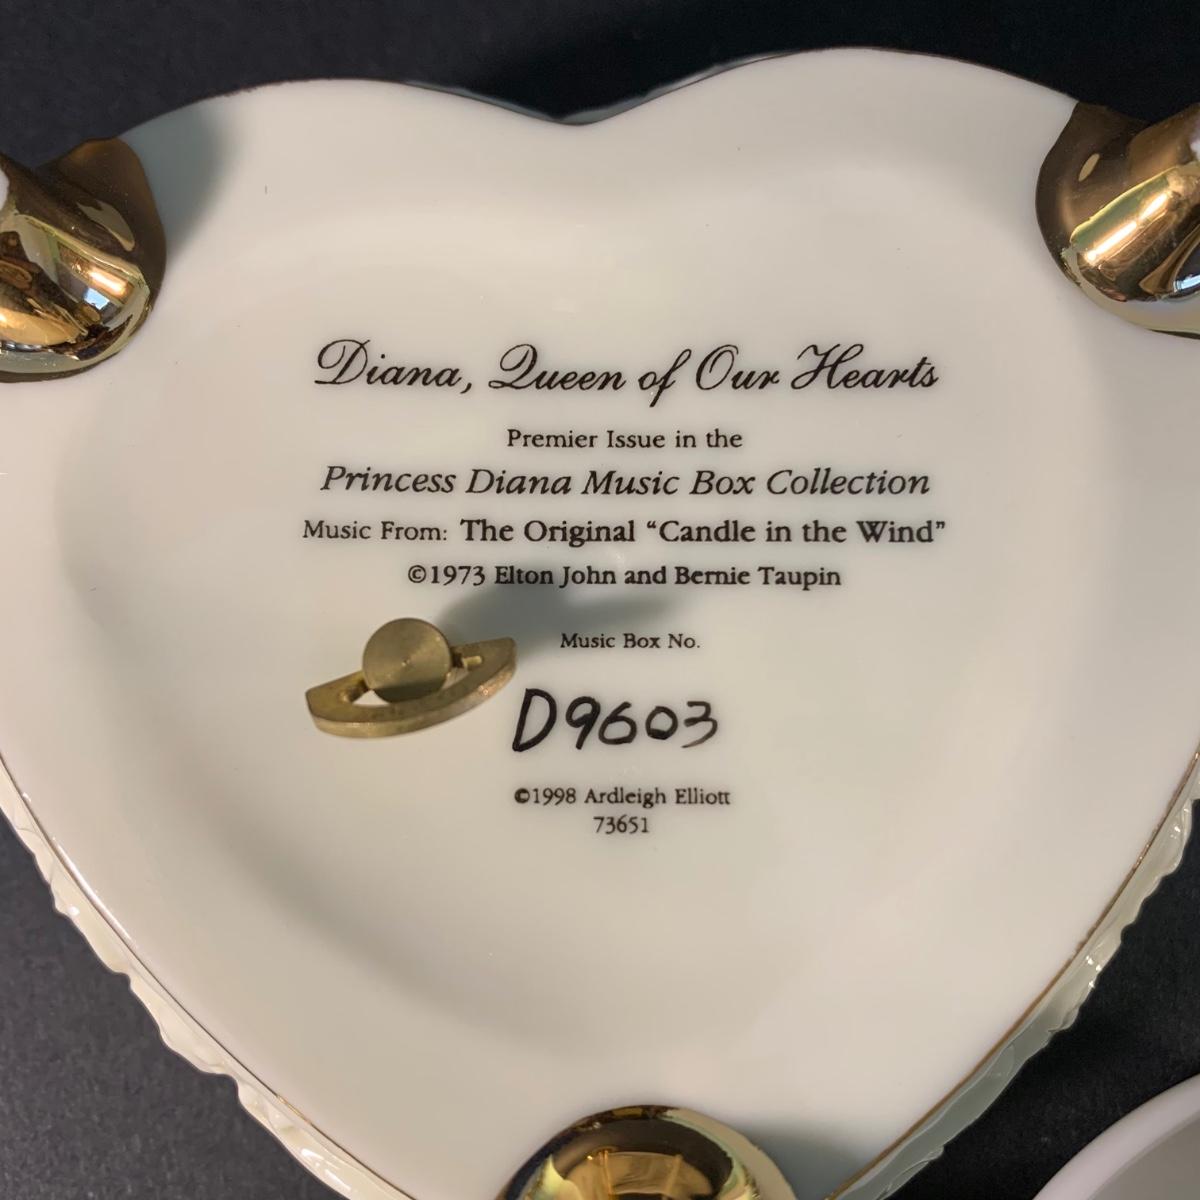 Diana, Queen of Our Hearts
Premier Issue in the
Princess Diana Music Box Collection
Music From: The Original “Candle in the Wind”
©1973 Elton John and Bernie Taupin
Music Box No.
D9603
©1998 Ardleigh Elliott
73651